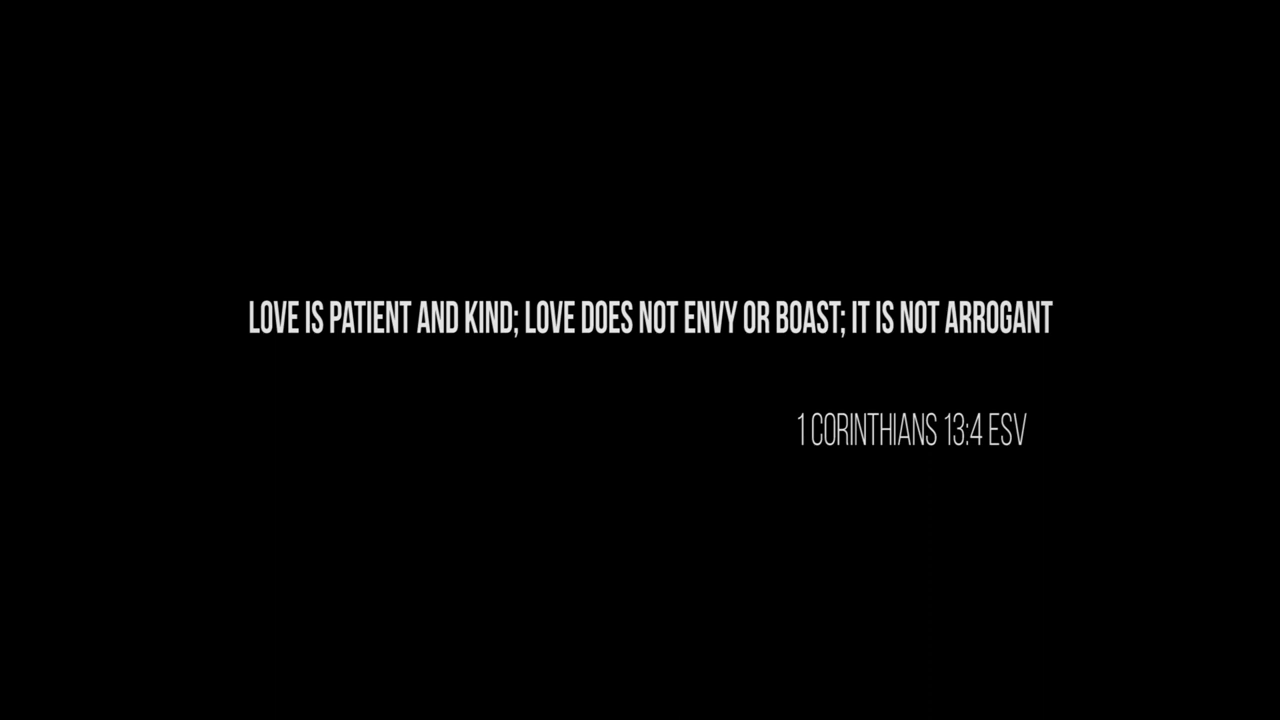 LOVE IS PATIENT AND KIND; LOVE DOES NOT ENVY OR BOAST; IT IS NOT ARROGANT
1 CORINTHIANS 13:4 ESV